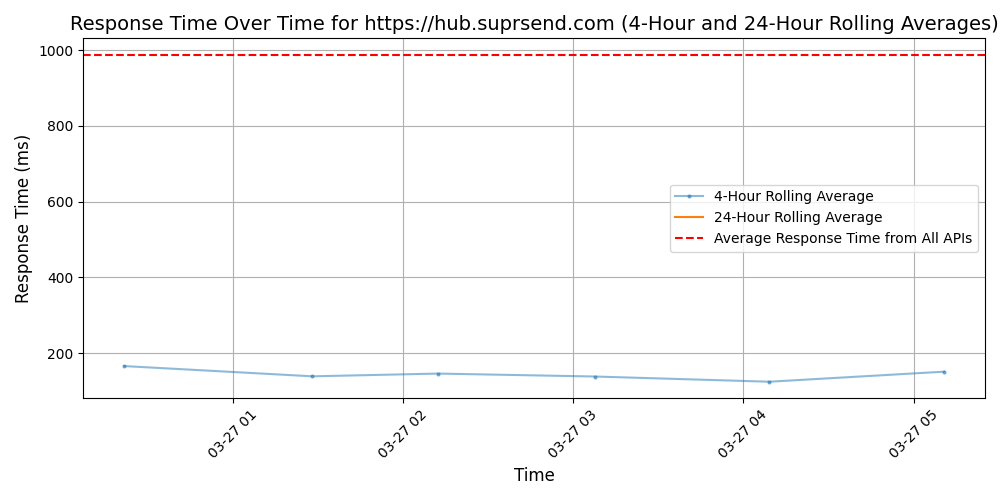 Response Time Over Time for https://hub.suprsend.com (4-Hour and 24-Hour Rolling Averages)
Response Time (ms)
1000
800
600
400
200
4-Hour Rolling Average
24-Hour Rolling Average
Average Response Time from All APIs
03-27 01
03-27 02
03-27 03
03-27 04
03-27 05
Time